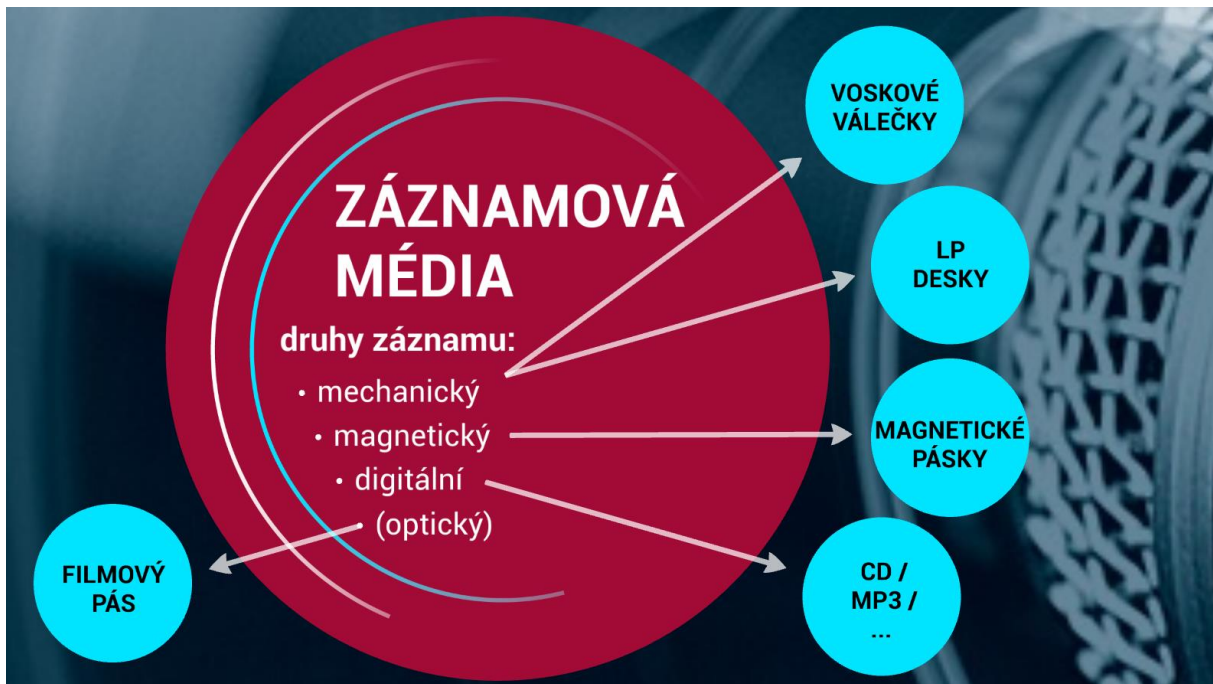 ZÁZNAMOVÁ
MÉDIA
druhy záznamu:
• mechanický
• magnetický
• digitální
• (optický)
VOSKOVÉ
VÁLEČKY
LP
DESKY
MAGNETICKÉ
PÁSKY
CD /
MP3 /
...
FILMOVÝ
PÁS